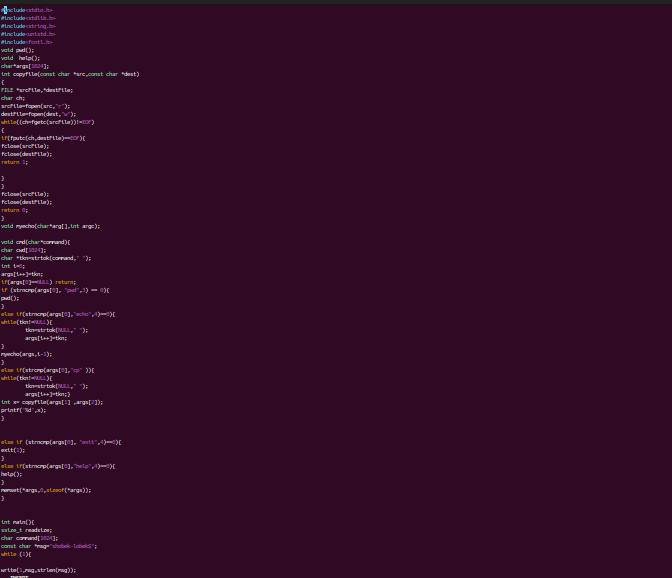 #include<stdio.h>
#include<stdlib.h>
#include<string.h>
#include<unistd.h>
#include<fcntl.h>
void pwd();
void  help();
char*args[1024];
int copyfile(const char *src,const char *dest)
{
FILE *srcFile,*destFile;
char ch;
srcFile=fopen(src,"r");
destFile=fopen(dest,"w");
while((ch=fgetc(srcFile))!=EOF)
{
if(fputc(ch,destFile)==EOF){
fclose(srcFile);
fclose(destFile);
return 1;
}
}
fclose(srcFile);
fclose(destFile);
return 0;
}
void myecho(char*arg[],int argc);
void cmd(char*command){
char cwd[1024];
char *tkn=strtok(command," ");
int i=0;
args[i++]=tkn;
if(args[0]==NULL) return;
if (strncmp(args[0], "pwd",3) == 0){
pwd();
}
else if(strncmp(args[0],"echo",4)==0){
while(tkn!=NULL){
tkn=strtok(NULL," ");
args[i++]=tkn;
}
myecho(args,i-1);
}
else if(strcmp(args[0],"cp" )){
while(tkn!=NULL){
tkn=strtok(NULL," ");
args[i++]=tkn;}
int x= copyfile(args[1] ,args[2]);
printf("%d",x);
}
else if (strncmp(args[0], "exit",4)==0){
exit(1);
}
else if(strncmp(args[0],"help",4)==0){
help();
}
memset(*args,0,sizeof(*args));
}
int main(){
ssize_t readsize;
char command[1024];
const char *msg="shobek-lobek$";
while (1){
write(1,msg,strlen(msg));